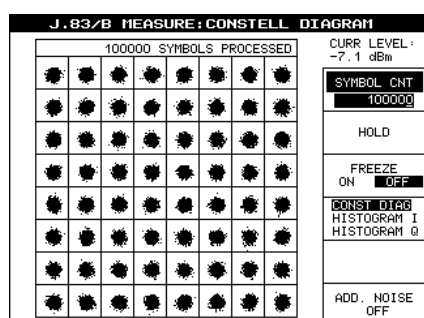 J.83/B MEASURE:CONSTELL DIAGRAM
100000 SYMBOLS PROCESSED
CURR LEVEL:
-7.1 dBm
SYMBOL CNT
100000
HOLD
FREEZE
ON OFF
CONST DIAG
HISTOGRAM I
HISTOGRAM Q
ADD. NOISE
OFF